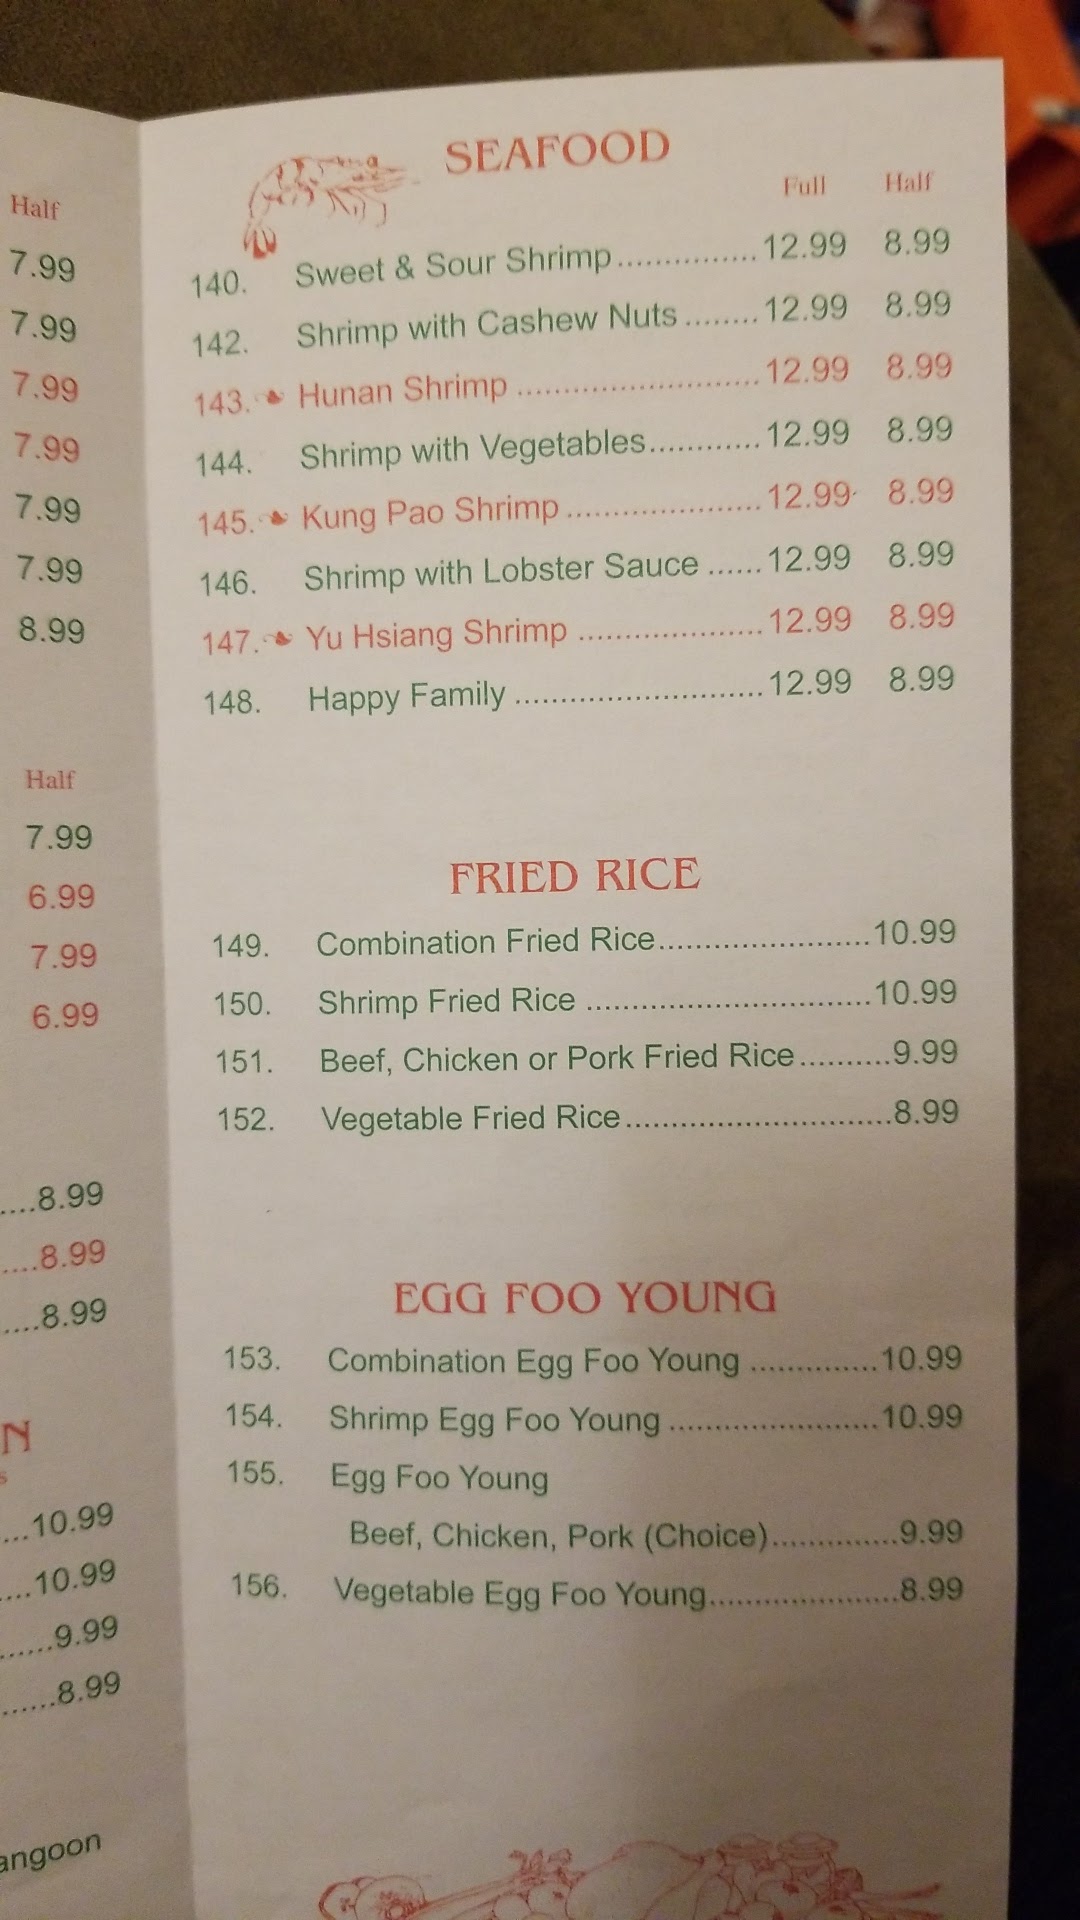 Half
7.99
7.99
7.99
7.99
7.99
7.99
8.99
Half
7.99
6.99
7.99
6.99
....8.99
....8.99
....8.99
N
s
...10.99
....10.99
......9.99
......8.99
angoon
SEAFOOD
Full Half
140. Sweet & Sour Shrimp...............12.99 8.99
142. Shrimp with Cashew Nuts ........12.99 8.99
143. Hunan Shrimp ..........................12.99 8.99
144. Shrimp with Vegetables............12.99 8.99
145. Kung Pao Shrimp .....................12.99 8.99
146. Shrimp with Lobster Sauce ......12.99 8.99
147. Yu Hsiang Shrimp ....................12.99 8.99
148. Happy Family ...........................12.99 8.99
FRIED RICE
149. Combination Fried Rice.......................10.99
150. Shrimp Fried Rice ...............................10.99
151. Beef, Chicken or Pork Fried Rice..........9.99
152. Vegetable Fried Rice.............................8.99
EGG FOO YOUNG
153. Combination Egg Foo Young ..............10.99
154. Shrimp Egg Foo Young .......................10.99
155. Egg Foo Young
Beef, Chicken, Pork (Choice)..............9.99
156. Vegetable Egg Foo Young.....................8.99